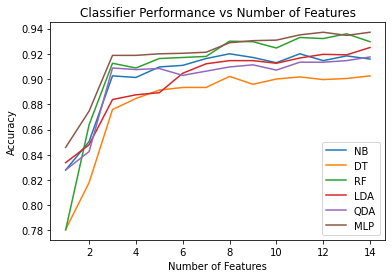 Classifier Performance vs Number of Features
Accuracy
0.94
0.92
0.90
0.88
0.86
0.84
0.82
0.80
0.78
NB
DT
RF
LDA
QDA
MLP
2 4 6 8 10 12 14
Number of Features